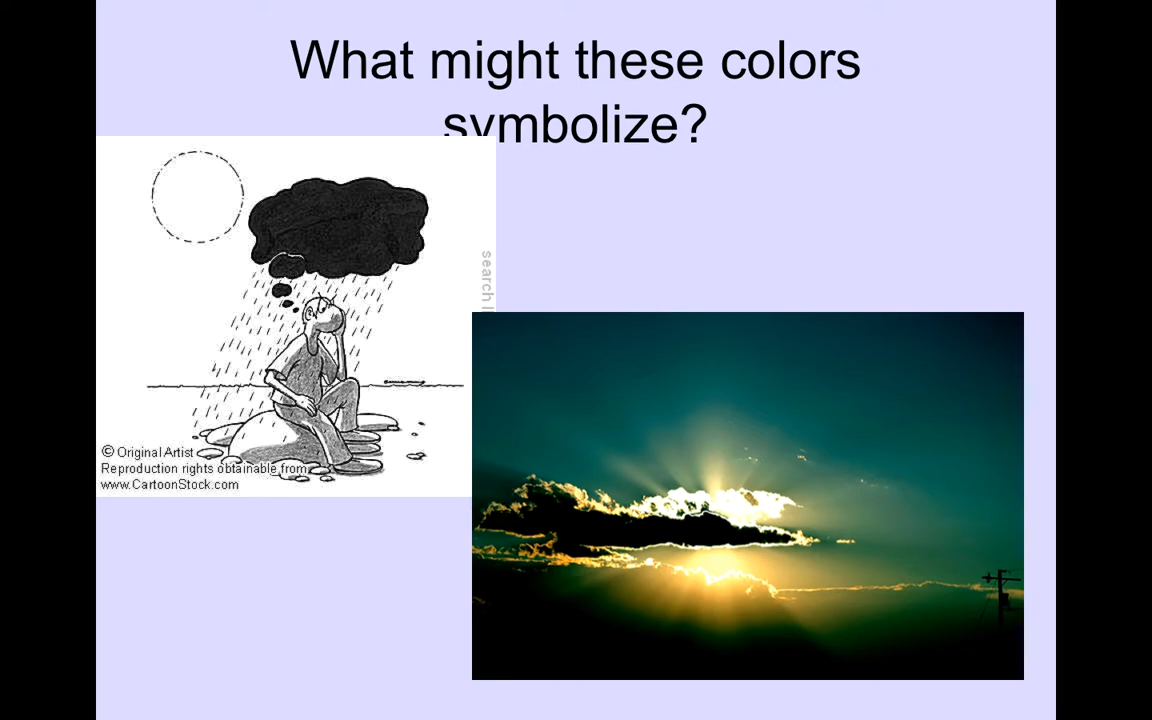 What might these colors
symbolize?
search
© Original Artist
Reproduction rights obtainable from
www.CartoonStock.com